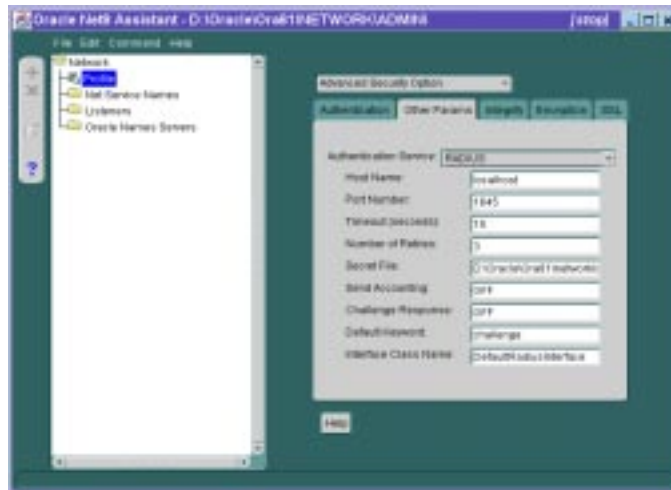 Oracle Net8 Assistant - D:\Oracle\Ora81\NETWORK\ADMIN\
File Edit Command Help
Network
Profile
Net Service Names
Listeners
Oracle Names Servers
Advanced Security Option
Authentication Other Params Integrity Encryption SSL
Authentication Service: RADIUS
Host Name: localhost
Port Number: 1645
Timeout (seconds):
Number of Retries: 3
Secret File: D:\Oracle\Ora81\network\
Send Accounting: OFF
Challenge Response: OFF
Default Keyword: challenge
Interface Class Name: DefaultRadiusInterface
Help